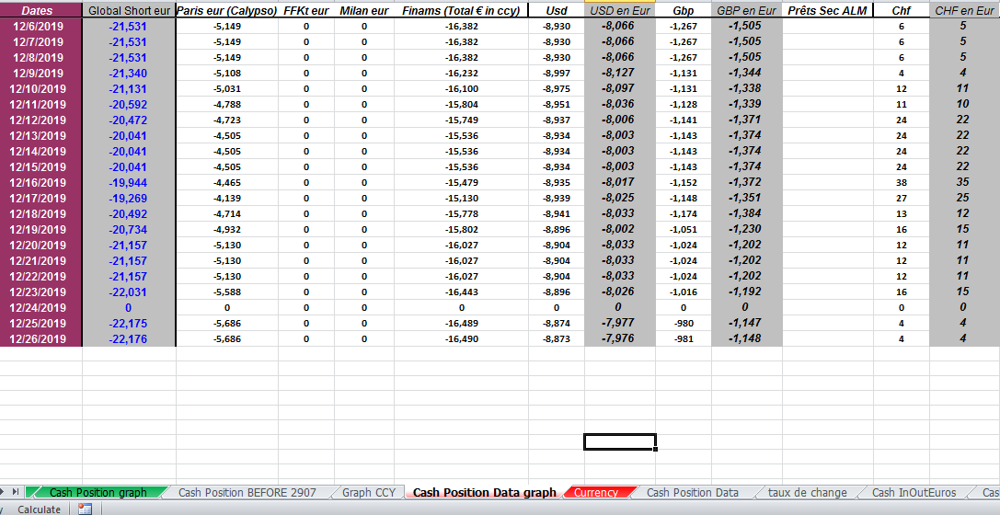 Dates Global Short eur Paris eur (Calypso) FFKt eur Milan eur Finams (Total € in ccy) Usd USD en Eur Gbp GBP en Eur Prêts Sec ALM Chf CHF en Eur
12/6/2019 -21,531 -5,149 0 0 -16,382 -8,930 -8,066 -1,267 -1,505 6 5
12/7/2019 -21,531 -5,149 0 0 -16,382 -8,930 -8,066 -1,267 -1,505 6 5
12/8/2019 -21,531 -5,149 0 0 -16,382 -8,930 -8,066 -1,267 -1,505 6 5
12/9/2019 -21,340 -5,108 0 0 -16,232 -8,997 -8,127 -1,131 -1,344 4 4
12/10/2019 -21,131 -5,031 0 0 -16,100 -8,975 -8,097 -1,131 -1,338 12 11
12/11/2019 -20,592 -4,788 0 0 -15,804 -8,951 -8,036 -1,128 -1,339 11 10
12/12/2019 -20,472 -4,723 0 0 -15,749 -8,937 -8,006 -1,141 -1,371 24 22
12/13/2019 -20,041 -4,505 0 0 -15,536 -8,934 -8,003 -1,143 -1,374 24 22
12/14/2019 -20,041 -4,505 0 0 -15,536 -8,934 -8,003 -1,143 -1,374 24 22
12/15/2019 -20,041 -4,505 0 0 -15,536 -8,934 -8,003 -1,143 -1,374 24 22
12/16/2019 -19,944 -4,465 0 0 -15,479 -8,935 -8,017 -1,152 -1,372 38 35
12/17/2019 -19,269 -4,139 0 0 -15,130 -8,939 -8,025 -1,148 -1,351 27 25
12/18/2019 -20,492 -4,714 0 0 -15,778 -8,941 -8,033 -1,174 -1,384 13 12
12/19/2019 -20,734 -4,932 0 0 -15,802 -8,896 -8,002 -1,051 -1,230 16 15
12/20/2019 -21,157 -5,130 0 0 -16,027 -8,904 -8,033 -1,024 -1,202 12 11
12/21/2019 -21,157 -5,130 0 0 -16,027 -8,904 -8,033 -1,024 -1,202 12 11
12/22/2019 -21,157 -5,130 0 0 -16,027 -8,904 -8,033 -1,024 -1,202 12 11
12/23/2019 -22,031 -5,588 0 0 -16,443 -8,896 -8,026 -1,016 -1,192 16 15
12/24/2019 0 0 0 0 0 0 0 0 0 0 0
12/25/2019 -22,175 -5,686 0 0 -16,489 -8,874 -7,977 -980 -1,147 4 4
12/26/2019 -22,176 -5,686 0 0 -16,490 -8,873 -7,976 -981 -1,148 4 4
Cash Position graph Cash Position BEFORE 2907 Graph CCY Cash Position Data graph Currency Cash Position Data taux de change Cash InOutEuros Cas
y Calculate